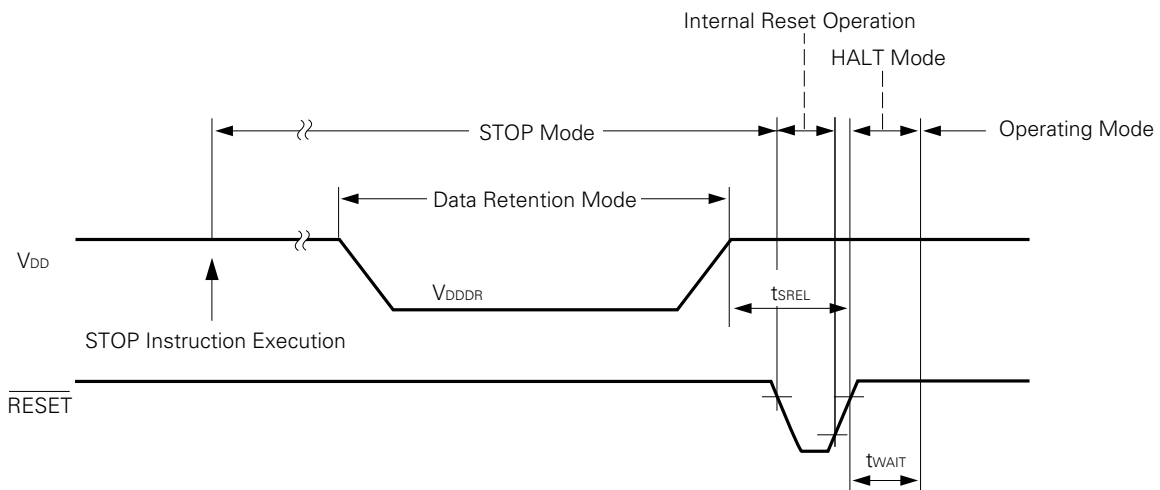 Internal Reset Operation
HALT Mode
STOP Mode
Operating Mode
Data Retention Mode
VDD
VDDDR
tSREL
STOP Instruction Execution
RESET
tWAIT